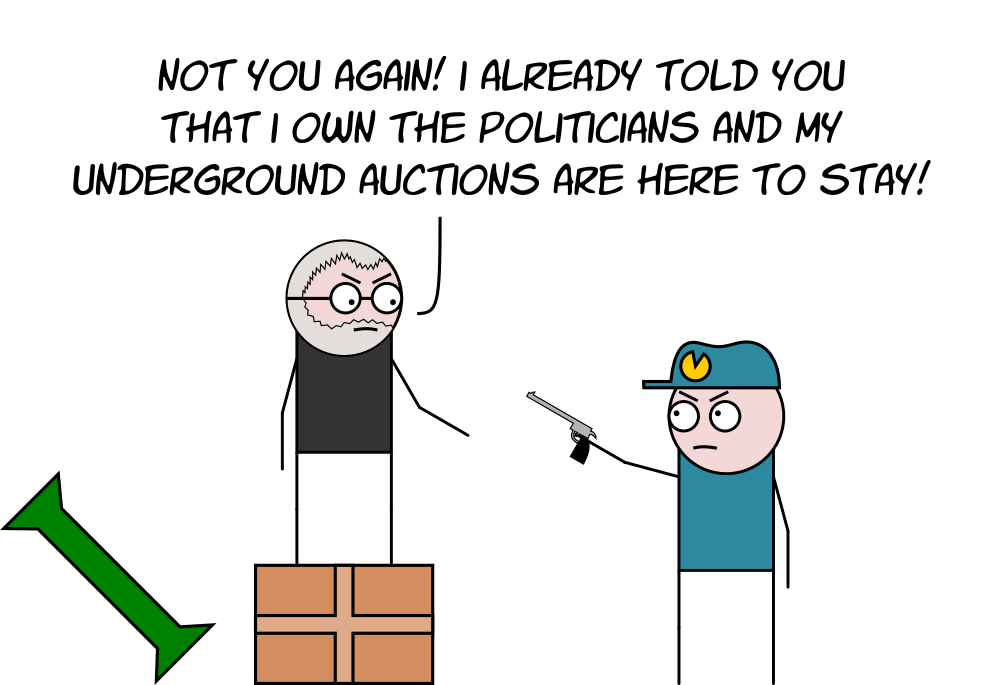 NOT YOU AGAIN! I ALREADY TOLD YOU
THAT I OWN THE POLITICIANS AND MY
UNDERGROUND AUCTIONS ARE HERE TO STAY!